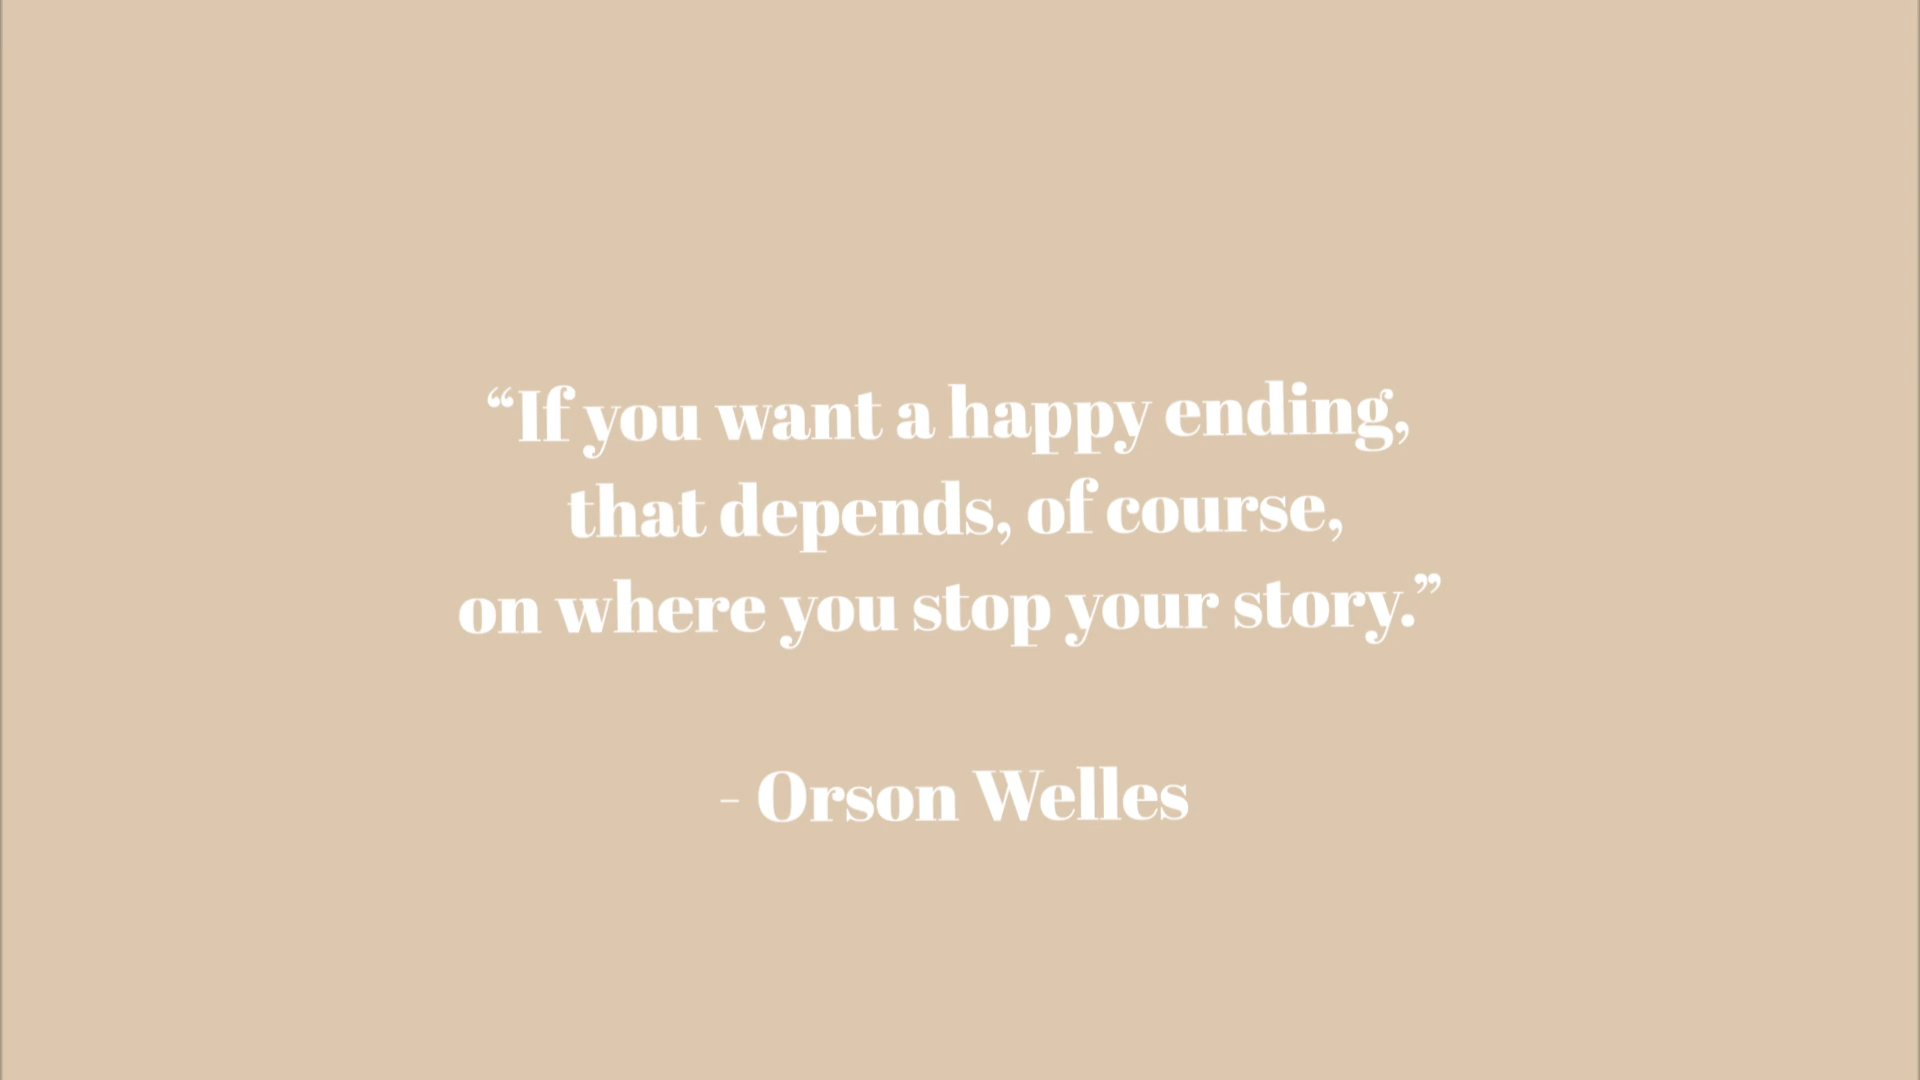 “If you want a happy ending,
that depends, of course,
on where you stop your story.”
- Orson Welles